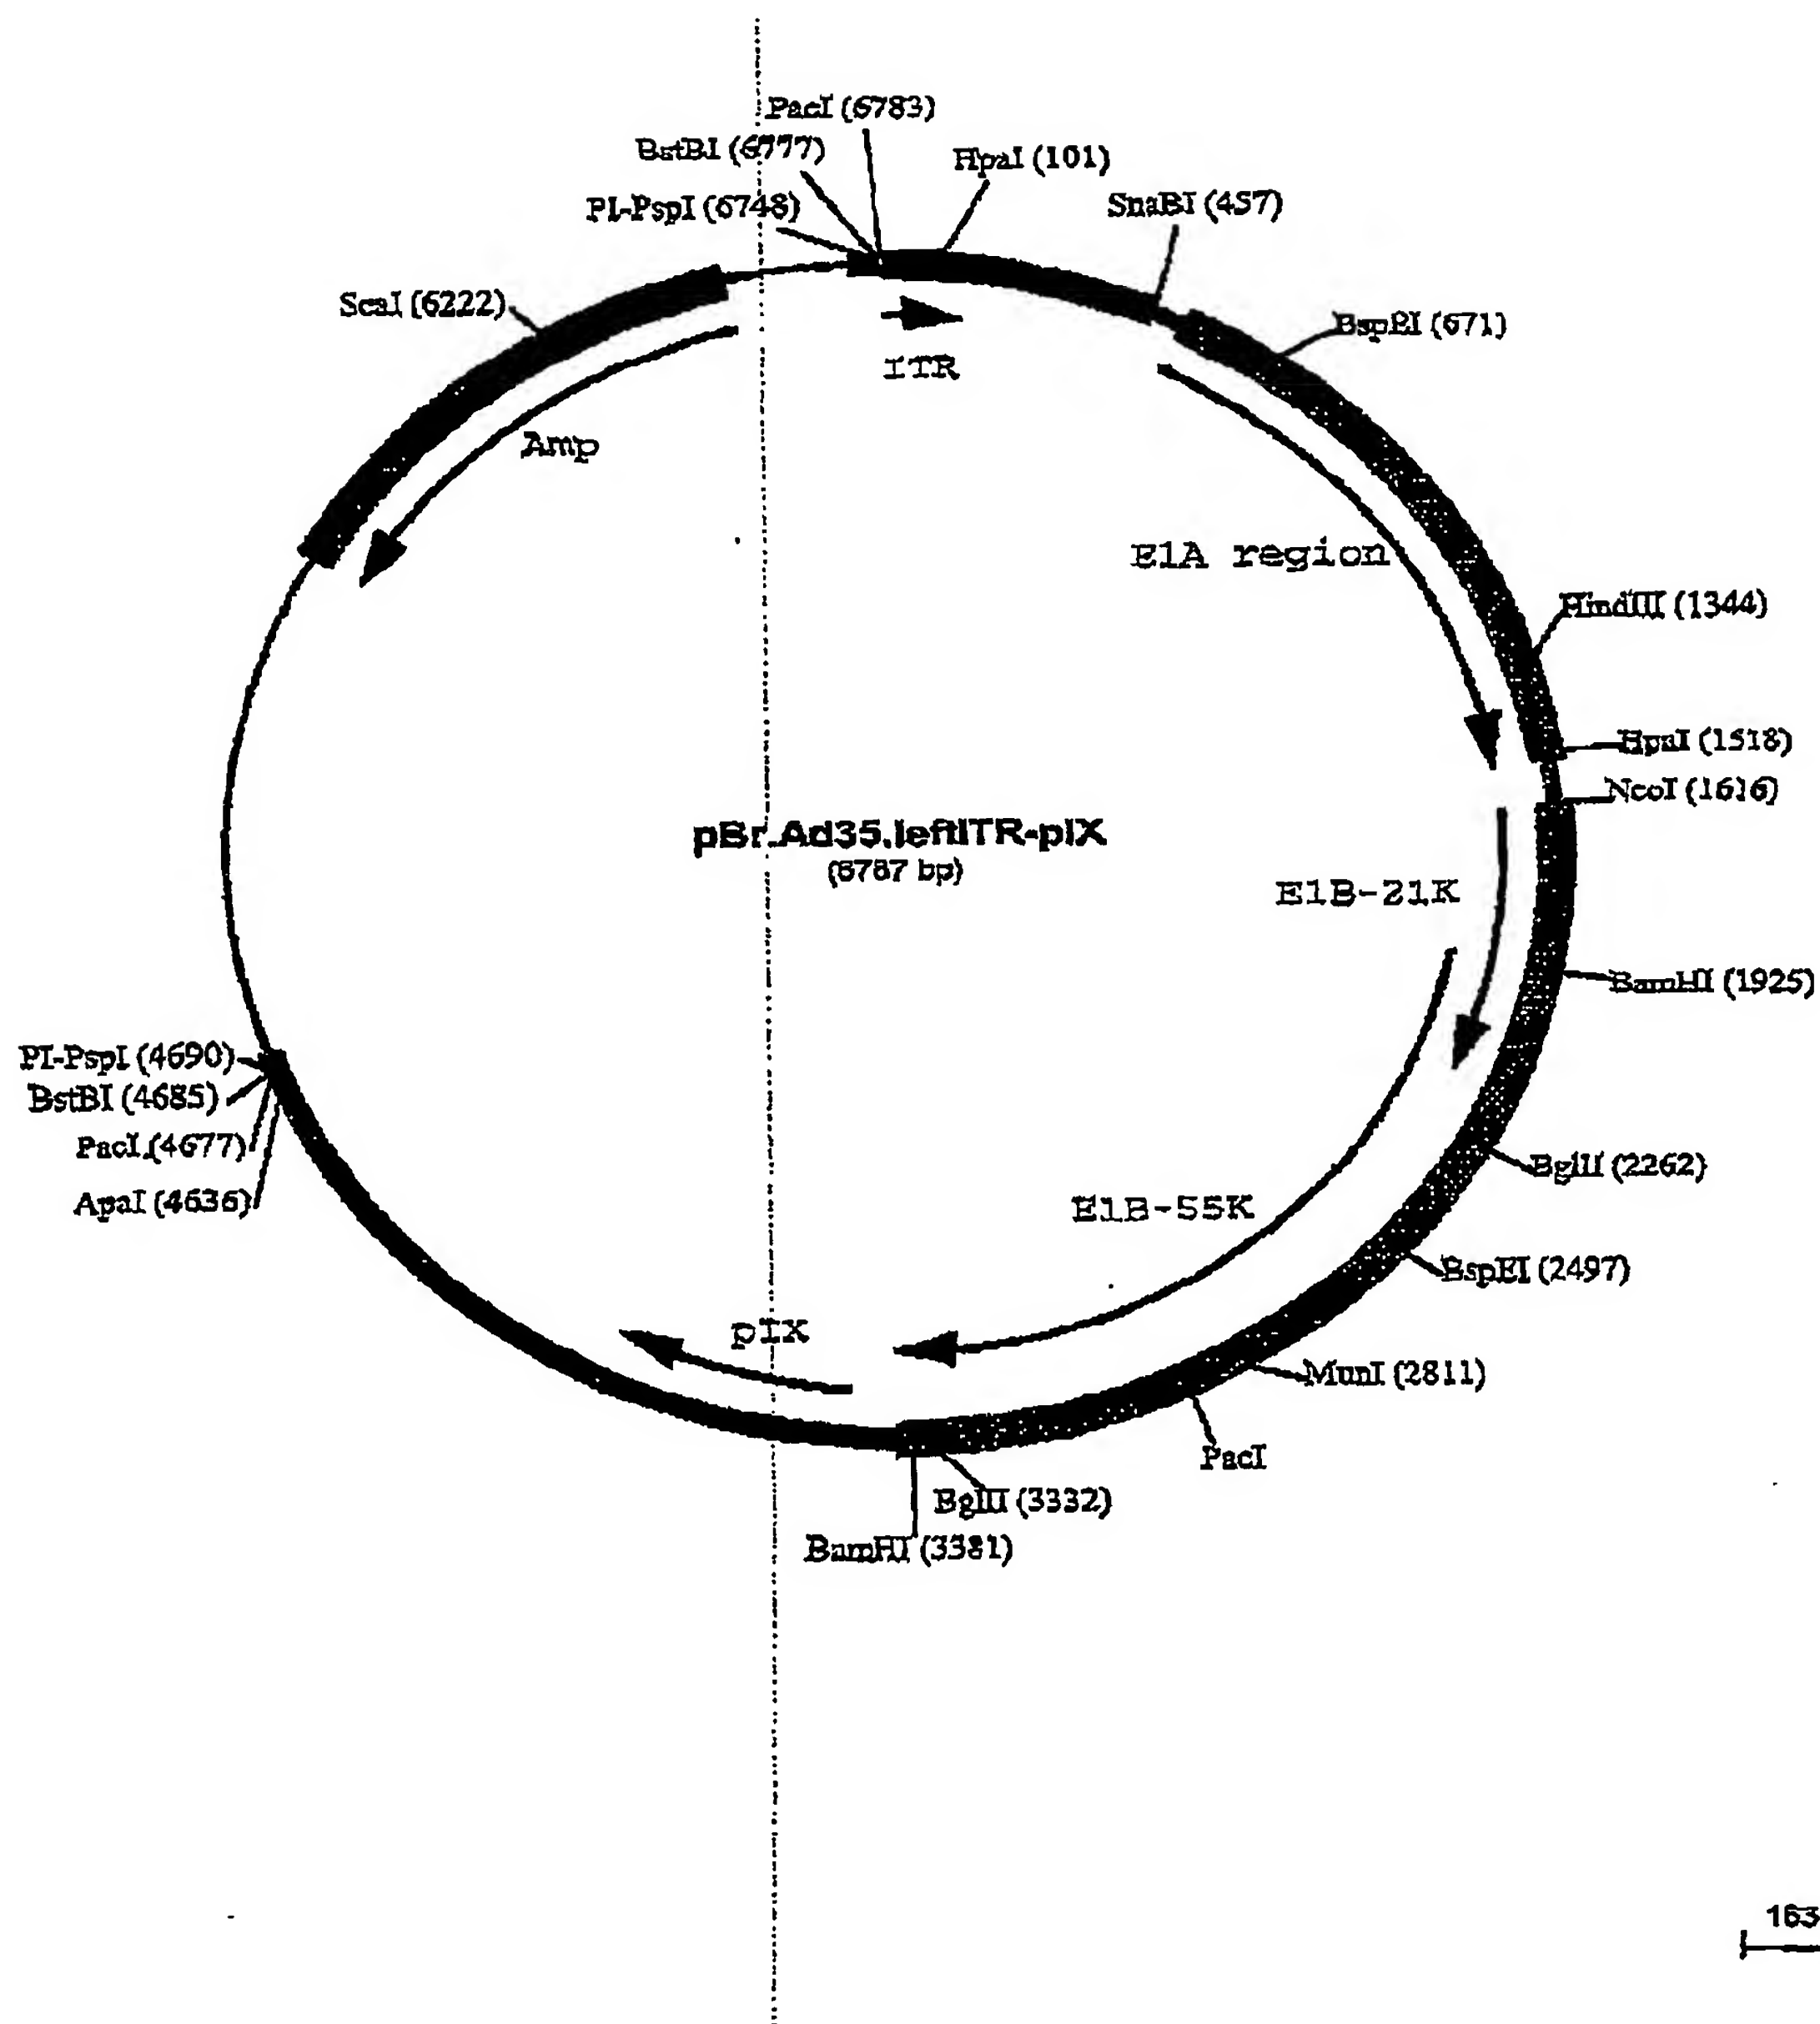 PacI (6783)
BstBI (6777)
HpaI (101)
PI-PspI (6748)
SnaBI (457)
ScaI (6222)
BspEI (671)
ITR
Amp
E1A region
HindIII (1344)
HpaI (1518)
NcoI (1616)
pBr.Ad35.leftITR-pIX
(6787 bp)
E1B-21K
BamHI (1925)
PI-PspI (4690)
BstBI (4685)
PacI (4677)
ApaI (4636)
BglII (2262)
E1B-55K
BspEI (2497)
pIX
MunI (2811)
PacI
BglII (3332)
BamHI (3381)
163